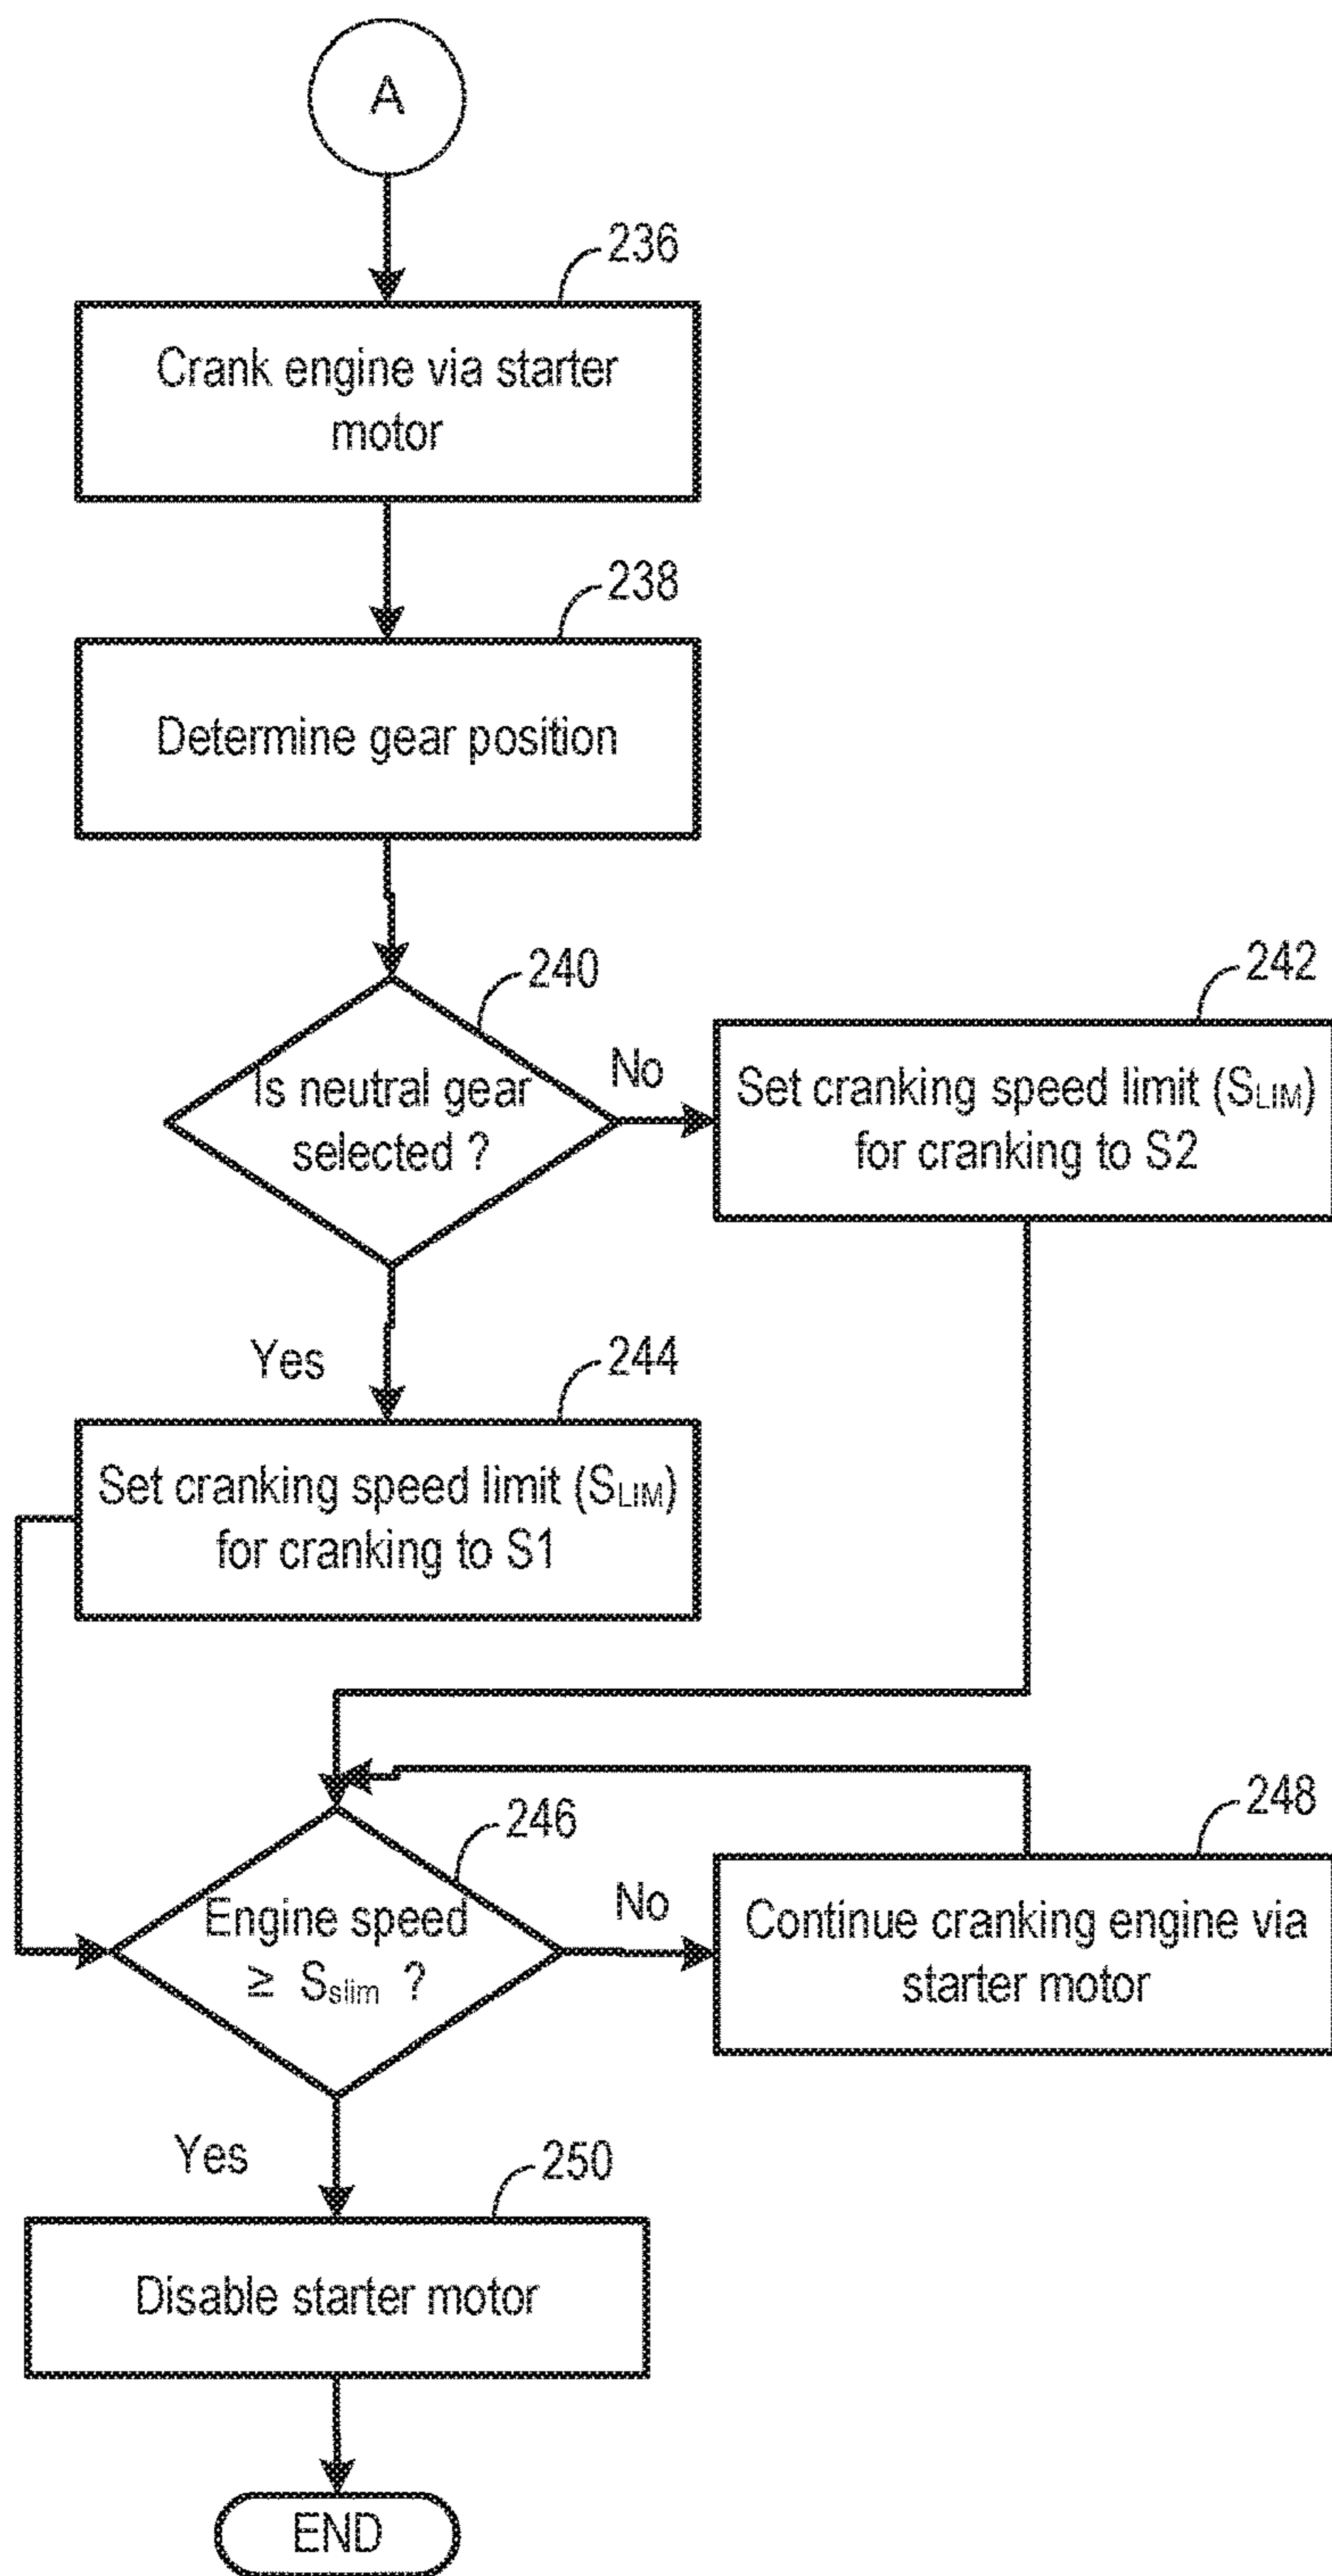 A
236
Crank engine via starter
motor
238
Determine gear position
240
Is neutral gear
selected ?
No
242
Set cranking speed limit (SLIM)
for cranking to S2
Yes
244
Set cranking speed limit (SLIM)
for cranking to S1
246
Engine speed
≥ Sslim ?
No
248
Continue cranking engine via
starter motor
Yes
250
Disable starter motor
END